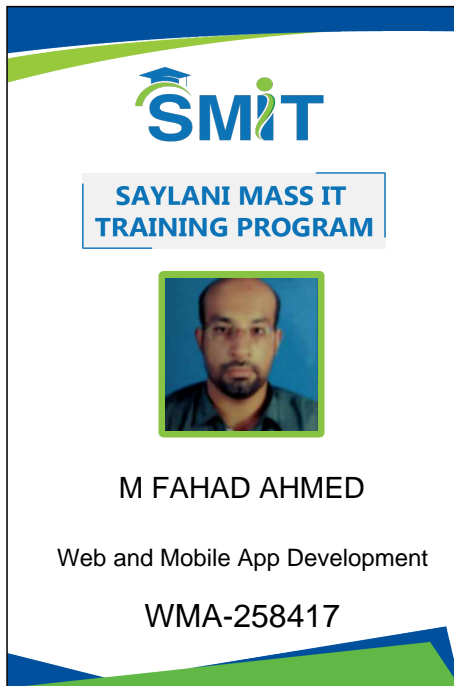 SMIT
SAYLANI MASS IT
TRAINING PROGRAM
M FAHAD AHMED
Web and Mobile App Development
WMA-258417